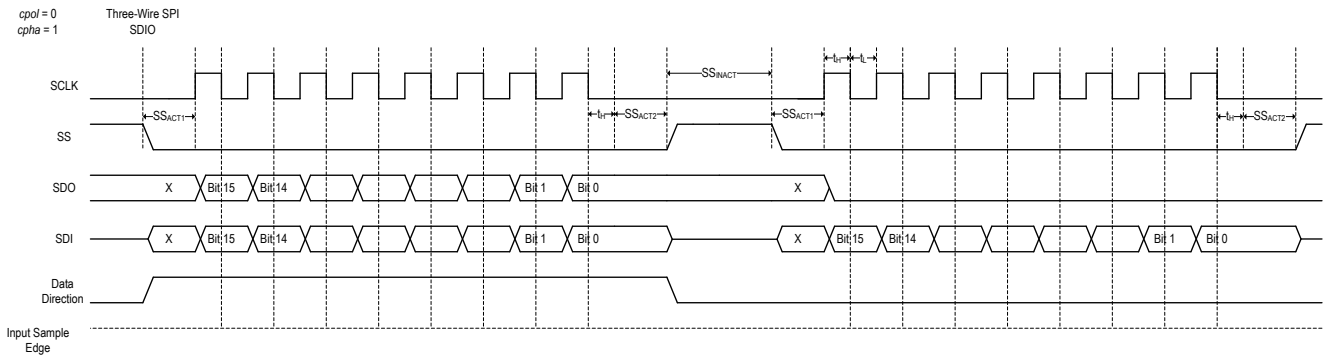 cpol = 0 Three-Wire SPI
cpha = 1 SDIO
tH tL
SSINACT
SCLK
SSACT1 tH SSACT2 SSACT1 tH SSACT2
SS
SDO X Bit 15 Bit 14 Bit 1 Bit 0 X
SDI X Bit 15 Bit 14 Bit 1 Bit 0 X Bit 15 Bit 14 Bit 1 Bit 0
Data
Direction
Input Sample
Edge